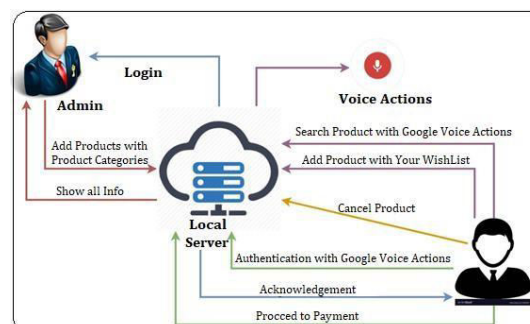 Login
Admin
Voice Actions
Search Product with Google Voice Actions
Add Products with
Product Categories
Add Product with Your WishList
Show all Info
Cancel Product
Local
Server
Authentication with Google Voice Actions
Acknowledgement
Procced to Payment